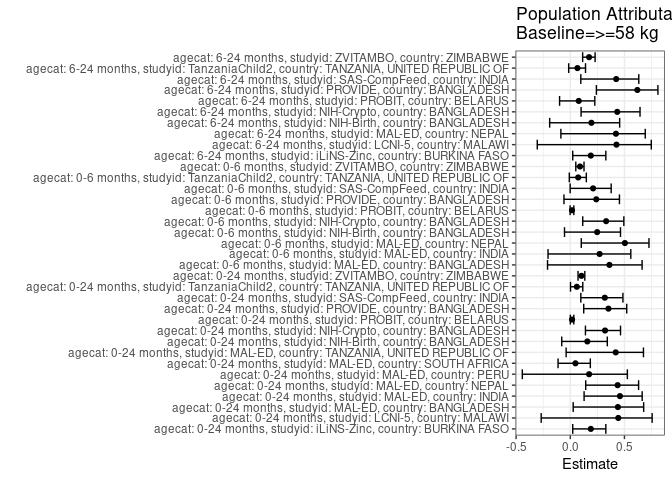 Population Attributa
Baseline=>=58 kg
agecat: 6-24 months, studyid: ZVITAMBO, country: ZIMBABWE
agecat: 6-24 months, studyid: TanzaniaChild2, country: TANZANIA, UNITED REPUBLIC OF
agecat: 6-24 months, studyid: SAS-CompFeed, country: INDIA
agecat: 6-24 months, studyid: PROVIDE, country: BANGLADESH
agecat: 6-24 months, studyid: PROBIT, country: BELARUS
agecat: 6-24 months, studyid: NIH-Crypto, country: BANGLADESH
agecat: 6-24 months, studyid: NIH-Birth, country: BANGLADESH
agecat: 6-24 months, studyid: MAL-ED, country: NEPAL
agecat: 6-24 months, studyid: LCNI-5, country: MALAWI
agecat: 6-24 months, studyid: iLiNS-Zinc, country: BURKINA FASO
agecat: 0-6 months, studyid: ZVITAMBO, country: ZIMBABWE
agecat: 0-6 months, studyid: TanzaniaChild2, country: TANZANIA, UNITED REPUBLIC OF
agecat: 0-6 months, studyid: SAS-CompFeed, country: INDIA
agecat: 0-6 months, studyid: PROVIDE, country: BANGLADESH
agecat: 0-6 months, studyid: PROBIT, country: BELARUS
agecat: 0-6 months, studyid: NIH-Crypto, country: BANGLADESH
agecat: 0-6 months, studyid: NIH-Birth, country: BANGLADESH
agecat: 0-6 months, studyid: MAL-ED, country: NEPAL
agecat: 0-6 months, studyid: MAL-ED, country: INDIA
agecat: 0-6 months, studyid: MAL-ED, country: BANGLADESH
agecat: 0-24 months, studyid: ZVITAMBO, country: ZIMBABWE
agecat: 0-24 months, studyid: TanzaniaChild2, country: TANZANIA, UNITED REPUBLIC OF
agecat: 0-24 months, studyid: SAS-CompFeed, country: INDIA
agecat: 0-24 months, studyid: PROVIDE, country: BANGLADESH
agecat: 0-24 months, studyid: PROBIT, country: BELARUS
agecat: 0-24 months, studyid: NIH-Crypto, country: BANGLADESH
agecat: 0-24 months, studyid: NIH-Birth, country: BANGLADESH
agecat: 0-24 months, studyid: MAL-ED, country: TANZANIA, UNITED REPUBLIC OF
agecat: 0-24 months, studyid: MAL-ED, country: SOUTH AFRICA
agecat: 0-24 months, studyid: MAL-ED, country: PERU
agecat: 0-24 months, studyid: MAL-ED, country: NEPAL
agecat: 0-24 months, studyid: MAL-ED, country: INDIA
agecat: 0-24 months, studyid: MAL-ED, country: BANGLADESH
agecat: 0-24 months, studyid: LCNI-5, country: MALAWI
agecat: 0-24 months, studyid: iLiNS-Zinc, country: BURKINA FASO
-0.5 0.0 0.5
Estimate